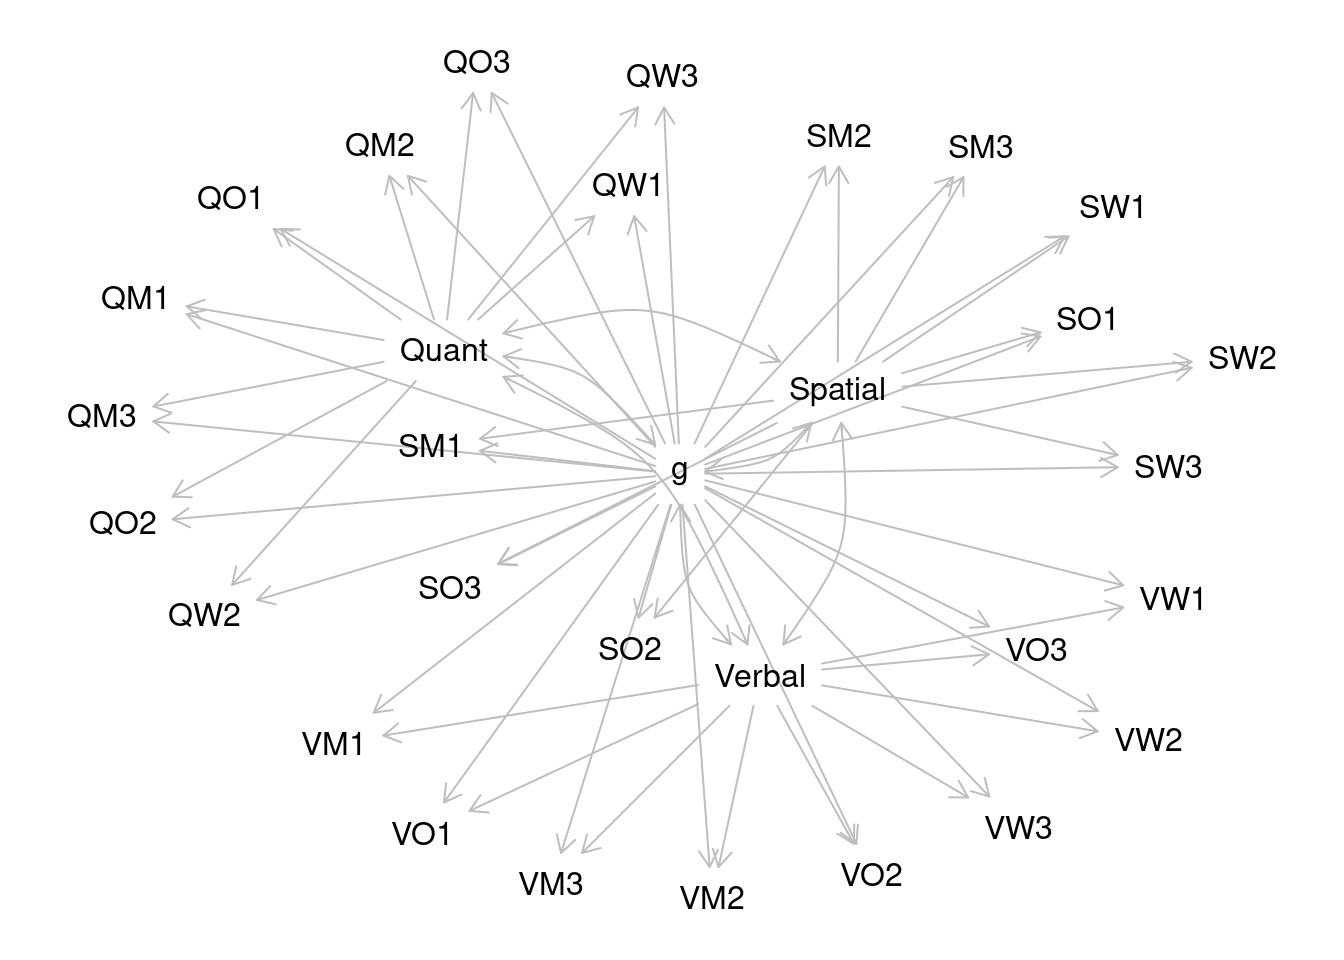 QO3
QW3
SM2
QM2
SM3
QW1
QO1
SW1
QM1
SO1
Quant
SW2
Spatial
QM3
SM1
g
SW3
QO2
SO3
VW1
QW2
SO2
VO3
Verbal
VM1
VW2
VO1
VW3
VO2
VM3
VM2